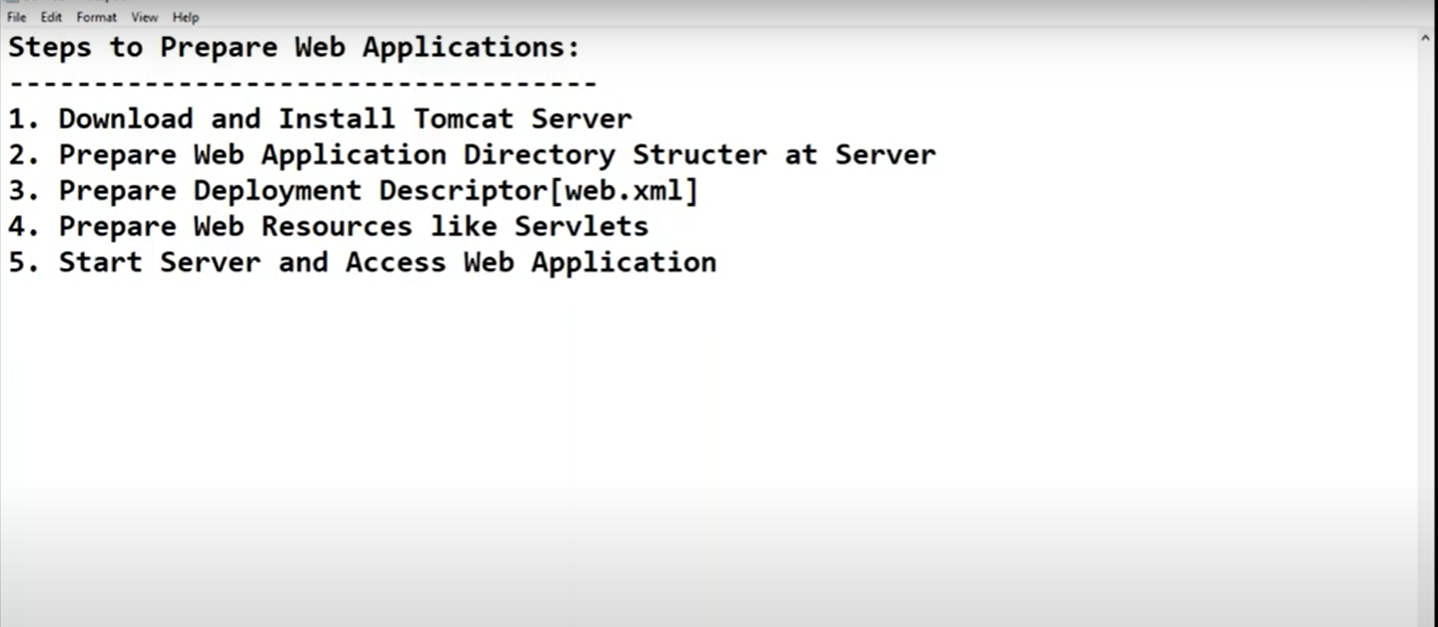 File Edit Format View Help
Steps to Prepare Web Applications:
-----------------------------------
1. Download and Install Tomcat Server
2. Prepare Web Application Directory Structer at Server
3. Prepare Deployment Descriptor[web.xml]
4. Prepare Web Resources like Servlets
5. Start Server and Access Web Application